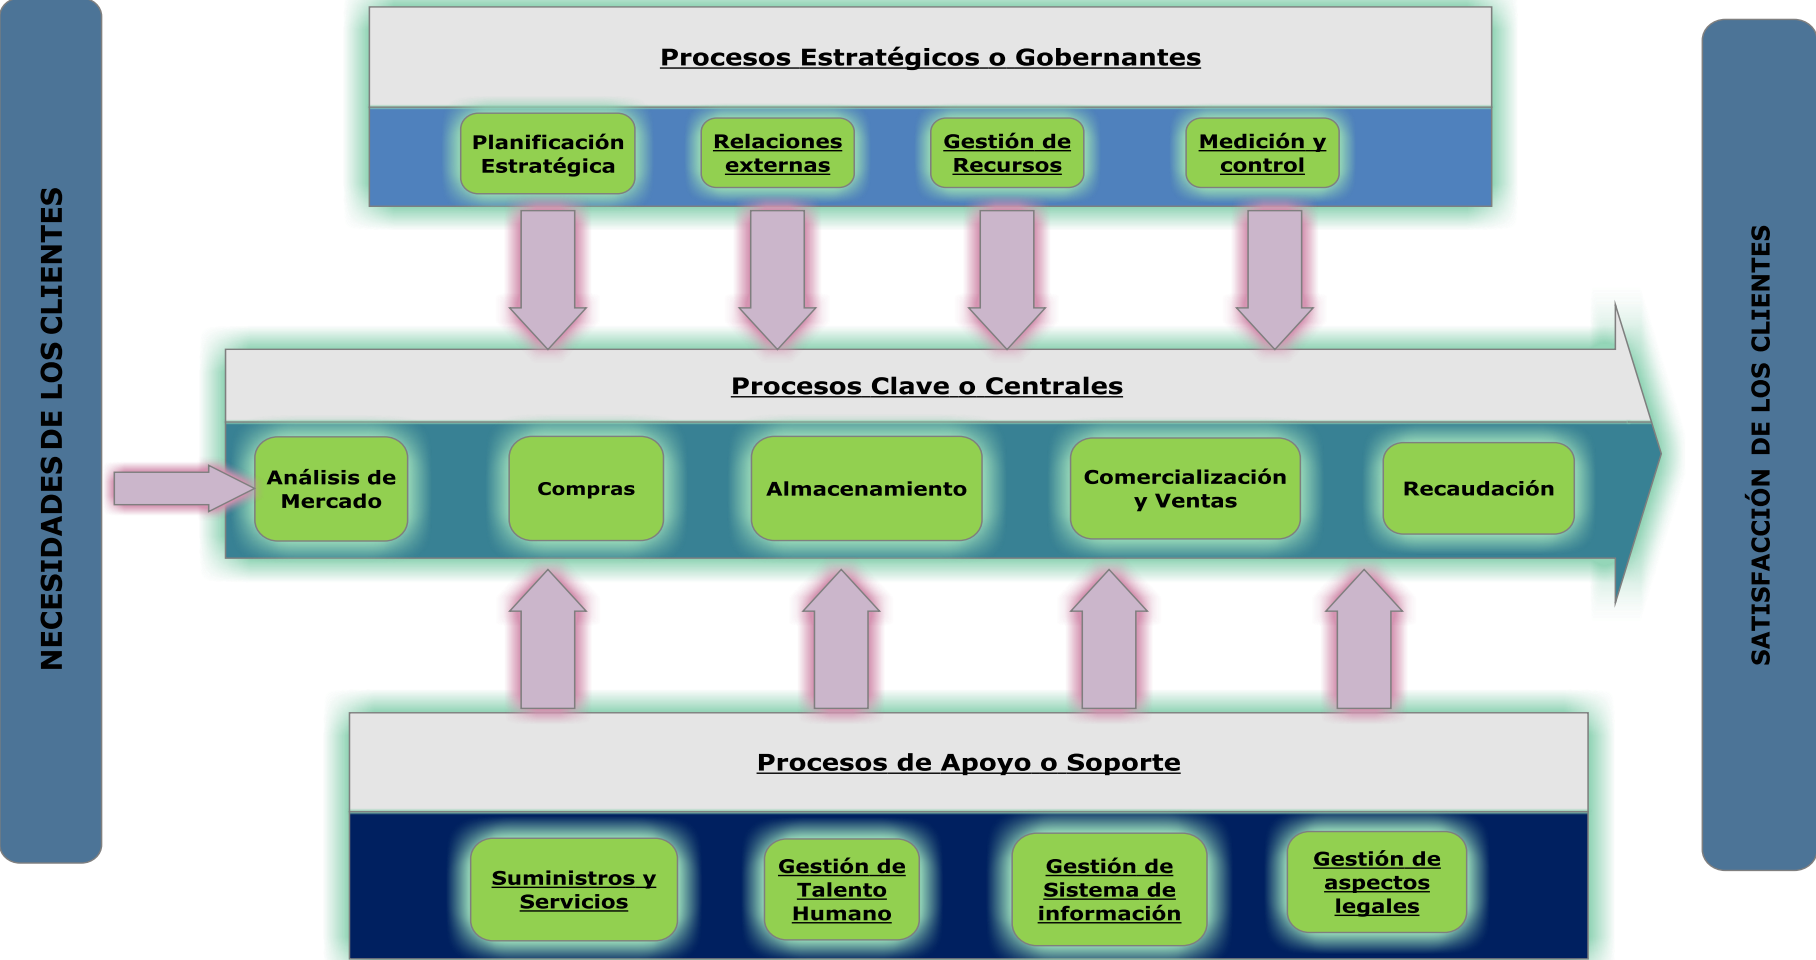 NECESIDADES DE LOS CLIENTES
Procesos Estratégicos o Gobernantes
Planificación
Estratégica
Relaciones
externas
Gestión de
Recursos
Medición y
control
Procesos Clave o Centrales
Análisis de
Mercado
Compras
Almacenamiento
Comercialización
y Ventas
Recaudación
Procesos de Apoyo o Soporte
Suministros y
Servicios
Gestión de
Talento
Humano
Gestión de
Sistema de
información
Gestión de
aspectos
legales
SATISFACCIÓN DE LOS CLIENTES